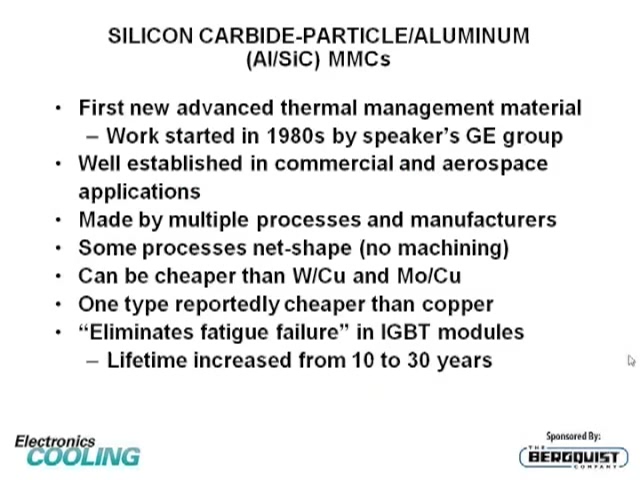 SILICON CARBIDE-PARTICLE/ALUMINUM
(Al/SiC) MMCs
• First new advanced thermal management material
– Work started in 1980s by speaker's GE group
• Well established in commercial and aerospace
applications
• Made by multiple processes and manufacturers
• Some processes net-shape (no machining)
• Can be cheaper than W/Cu and Mo/Cu
• One type reportedly cheaper than copper
• “Eliminates fatigue failure” in IGBT modules
– Lifetime increased from 10 to 30 years
Electronics
COOLING
Sponsored By:
THE
BERGQUIST
COMPANY